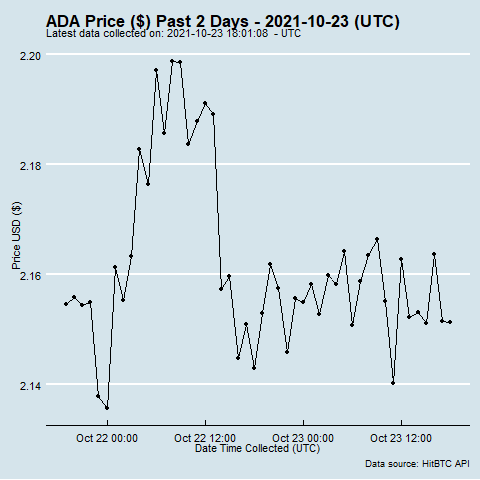 ADA Price ($) Past 2 Days - 2021-10-23 (UTC)
Latest data collected on: 2021-10-23 18:01:08 - UTC
2.20
2.18
2.16
2.14
Price USD ($)
Oct 22 00:00 Oct 22 12:00 Oct 23 00:00 Oct 23 12:00
Date Time Collected (UTC)
Data source: HitBTC API